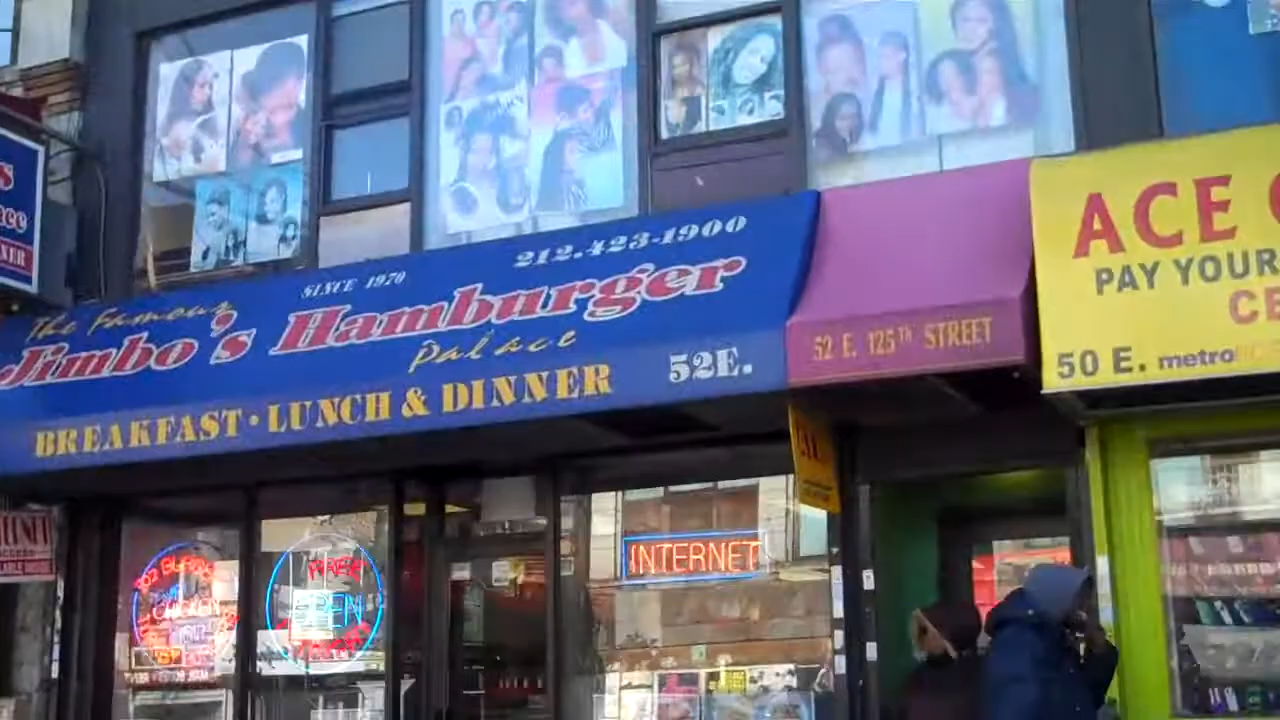 The Famous
SINCE 1970
212.423-1900
Jimbo's Hamburger
palace
BREAKFAST • LUNCH & DINNER
52E.
52 E. 125TH STREET
ACE
PAY YOUR
50 E. metro
INTERNET
FREE
OPEN
CHICKEN